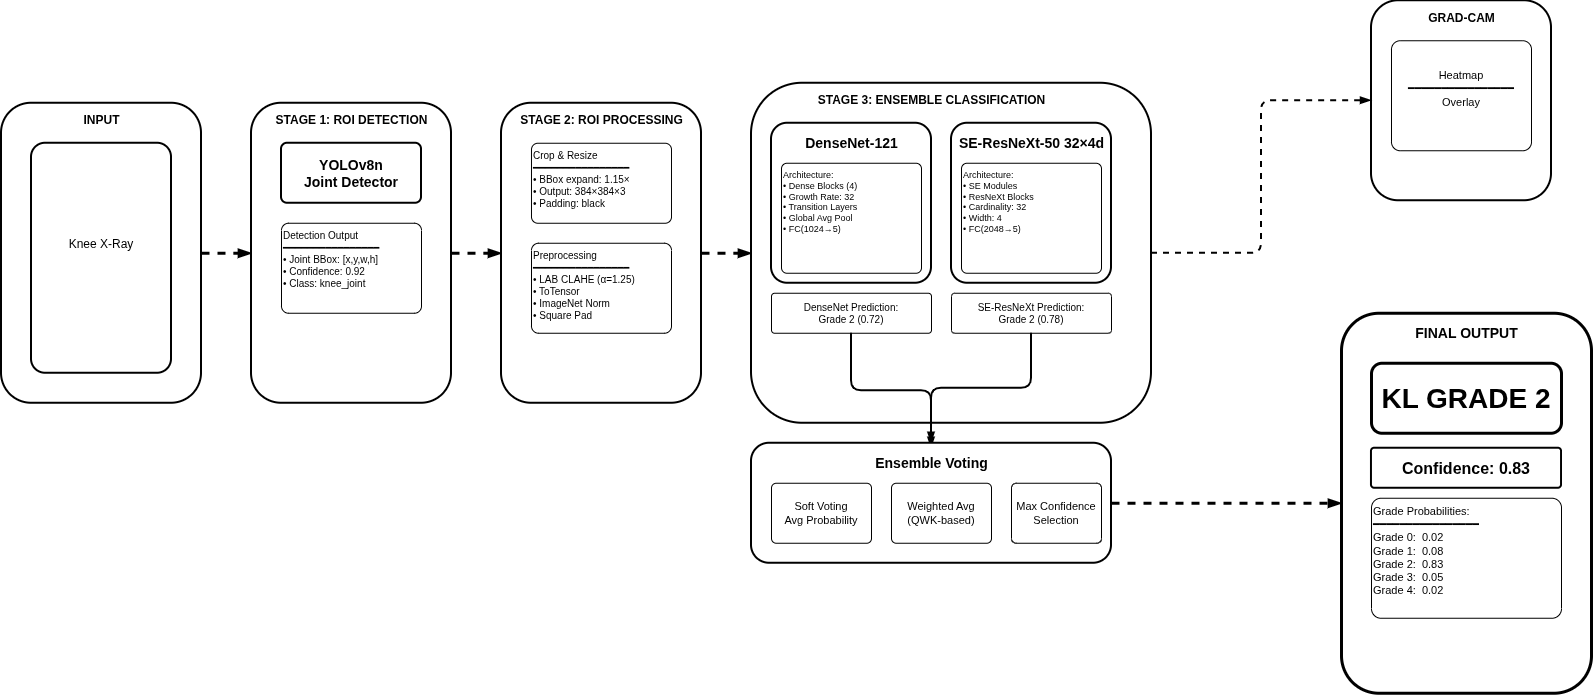 INPUT
Knee X-Ray
STAGE 1: ROI DETECTION
YOLOv8n
Joint Detector
Detection Output
• Joint BBox: [x,y,w,h]
• Confidence: 0.92
• Class: knee_joint
STAGE 2: ROI PROCESSING
Crop & Resize
• BBox expand: 1.15×
• Output: 384×384×3
• Padding: black
Preprocessing
• LAB CLAHE (α=1.25)
• ToTensor
• ImageNet Norm
• Square Pad
STAGE 3: ENSEMBLE CLASSIFICATION
DenseNet-121
Architecture:
• Dense Blocks (4)
• Growth Rate: 32
• Transition Layers
• Global Avg Pool
• FC(1024→5)
SE-ResNeXt-50 32×4d
Architecture:
• SE Modules
• ResNeXt Blocks
• Cardinality: 32
• Width: 4
• FC(2048→5)
DenseNet Prediction:
Grade 2 (0.72)
SE-ResNeXt Prediction:
Grade 2 (0.78)
Ensemble Voting
Soft Voting
Avg Probability
Weighted Avg
(QWK-based)
Max Confidence
Selection
GRAD-CAM
Heatmap
Overlay
FINAL OUTPUT
KL GRADE 2
Confidence: 0.83
Grade Probabilities:
Grade 0:  0.02
Grade 1:  0.08
Grade 2:  0.83
Grade 3:  0.05
Grade 4:  0.02